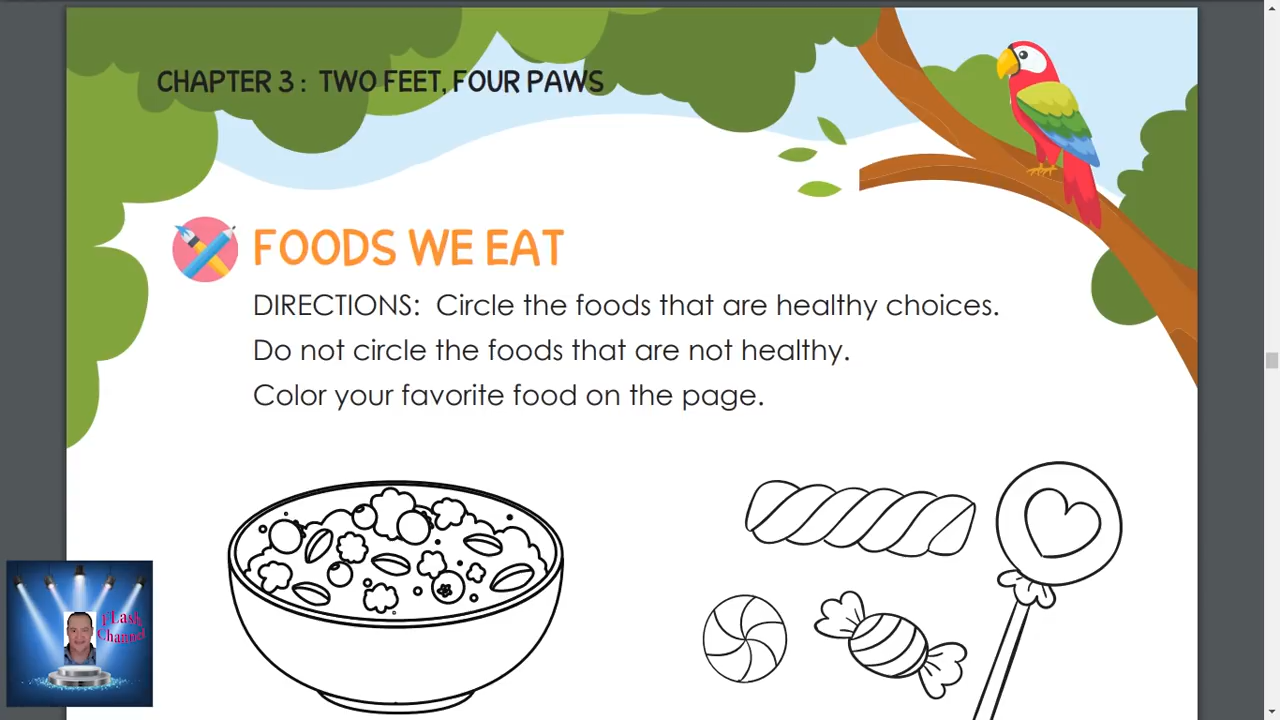 CHAPTER 3 : TWO FEET, FOUR PAWS
FOODS WE EAT
DIRECTIONS: Circle the foods that are healthy choices.
Do not circle the foods that are not healthy.
Color your favorite food on the page.
Channel